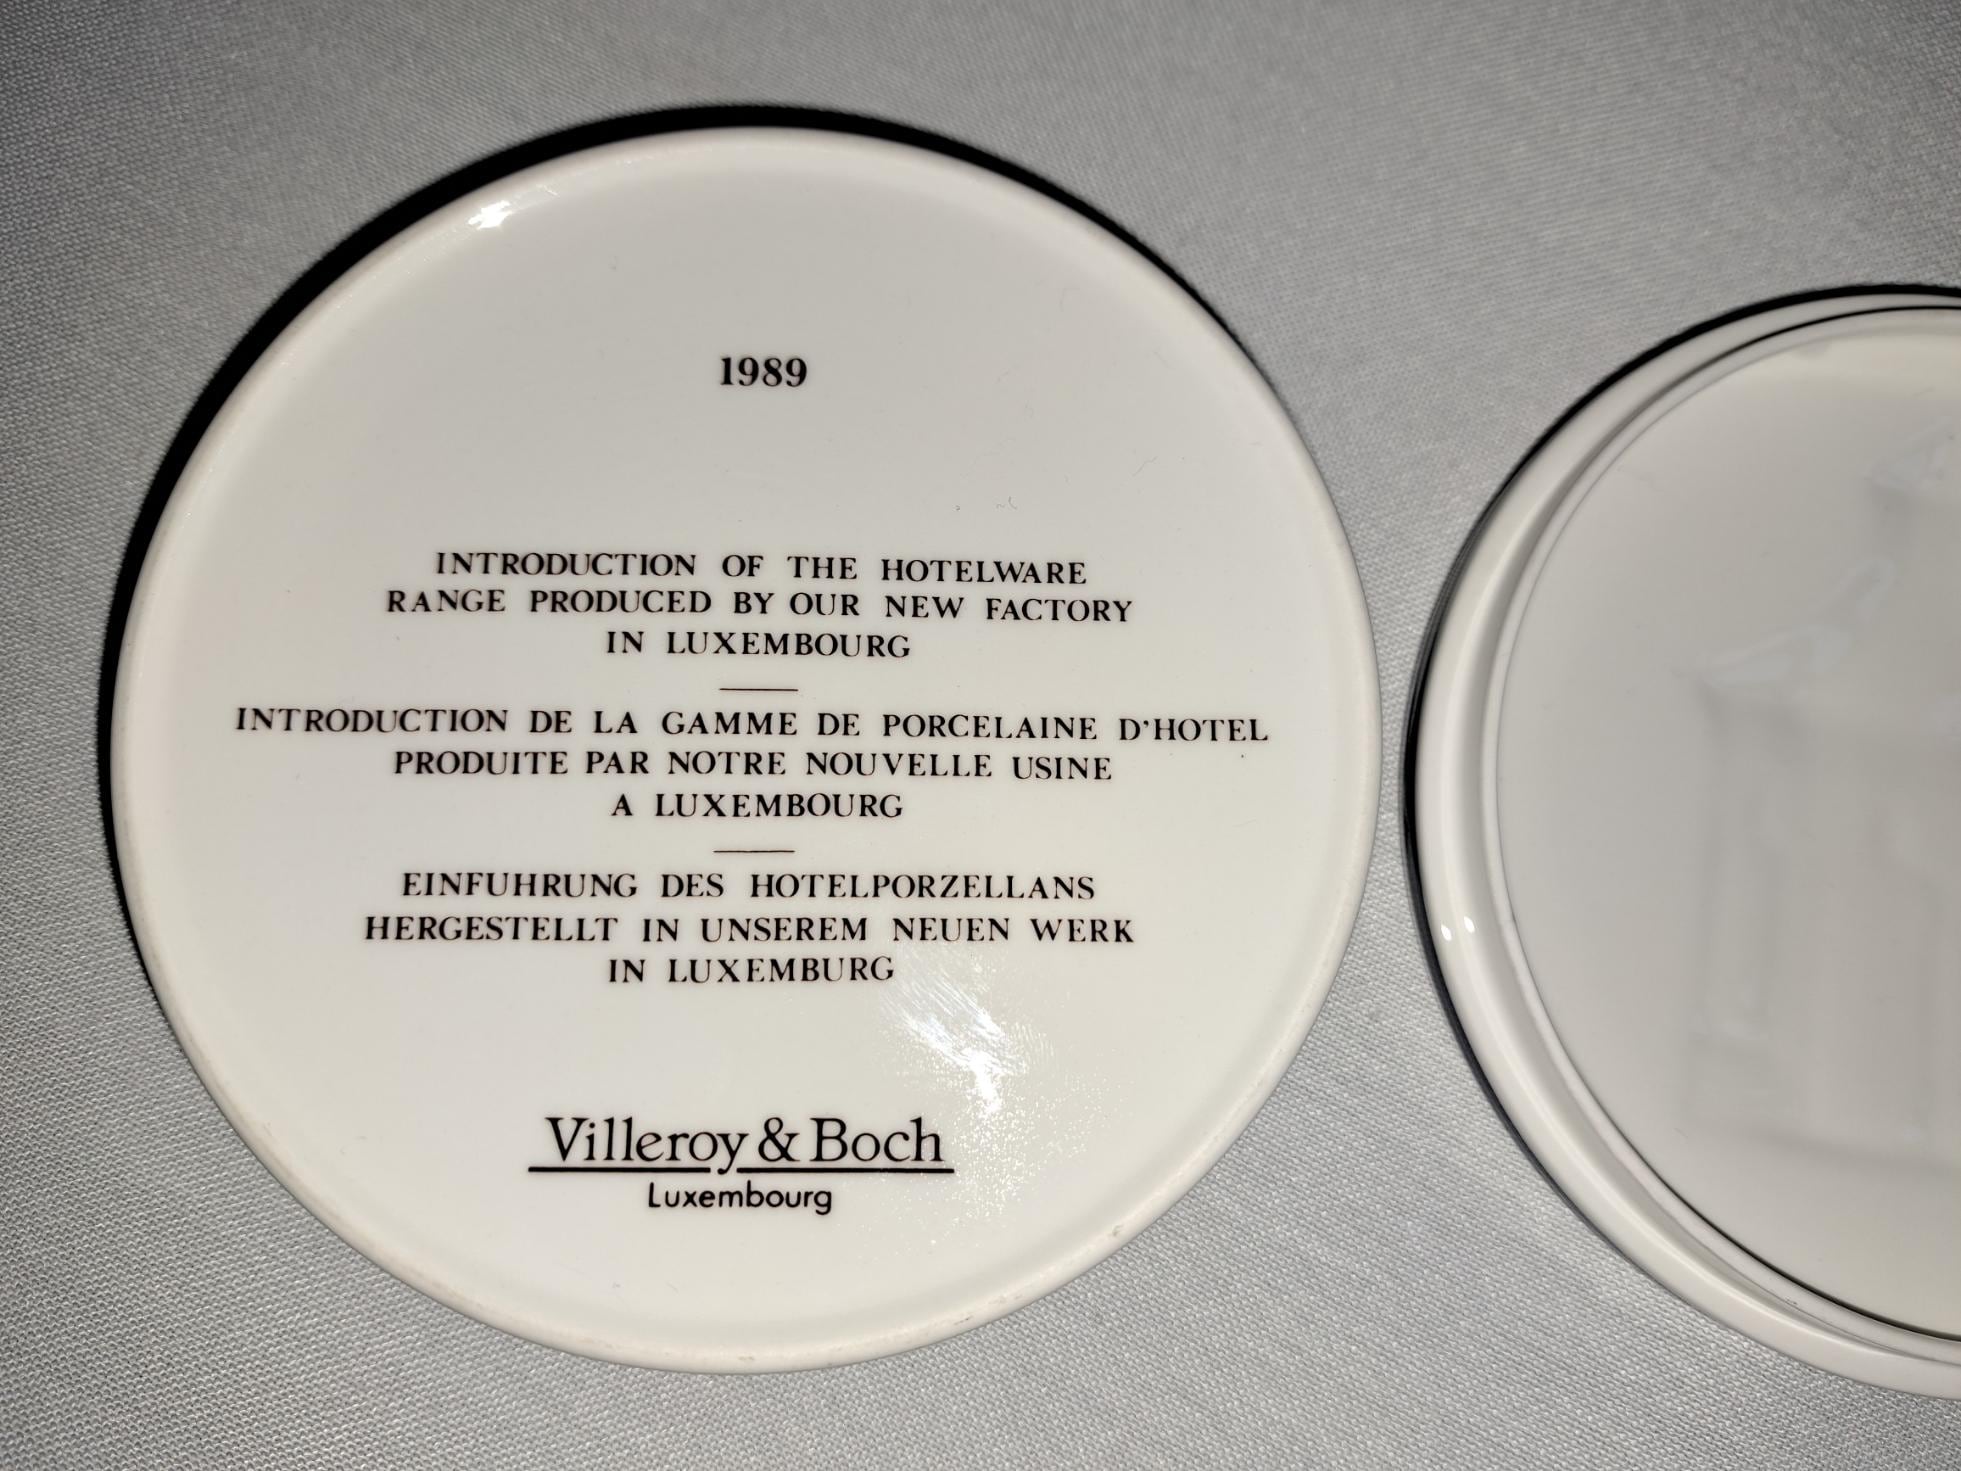 1989
INTRODUCTION OF THE HOTELWARE
RANGE PRODUCED BY OUR NEW FACTORY
IN LUXEMBOURG
INTRODUCTION DE LA GAMME DE PORCELAINE D'HOTEL
PRODUITE PAR NOTRE NOUVELLE USINE
A LUXEMBOURG
EINFUHRUNG DES HOTELPORZELLANS
HERGESTELLT IN UNSEREM NEUEN WERK
IN LUXEMBURG
Villeroy & Boch
Luxembourg